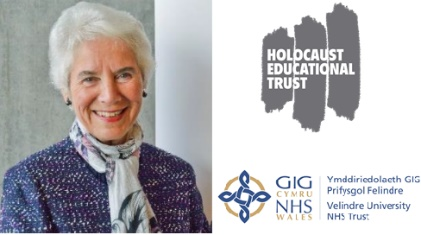 HOLOCAUST
EDUCATIONAL
TRUST
GIG
CYMRU
NHS
WALES
Ymddiriedolaeth GIG
Prifysgol Felindre
Velindre University
NHS Trust